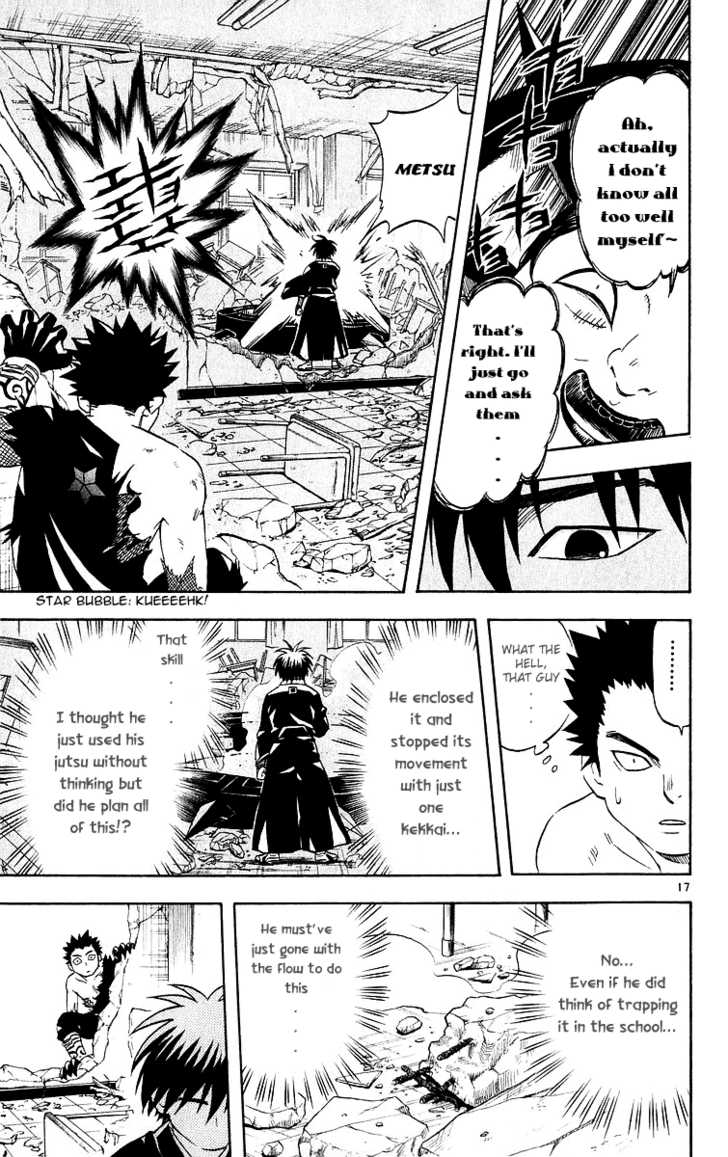 Ah,
actually
i don't
know all
too well
myself~
That's
right. i'll
just go
and ask
them
.
.
.
.
METSU
STAR BUBBLE: KUEEEEHK!
........
WHAT THE
HELL,
THAT GUY
.
.
.
He enclosed
it and
stopped its
movement
with just
one
kekkai...
That
skill
.
.
.
.
I thought he
just used his
jutsu without
thinking but
did he plan all
of this!?
17
No...
Even if he did
think of trapping
it in the school...
He must've
just gone with
the flow to do
this
.
.
.
.